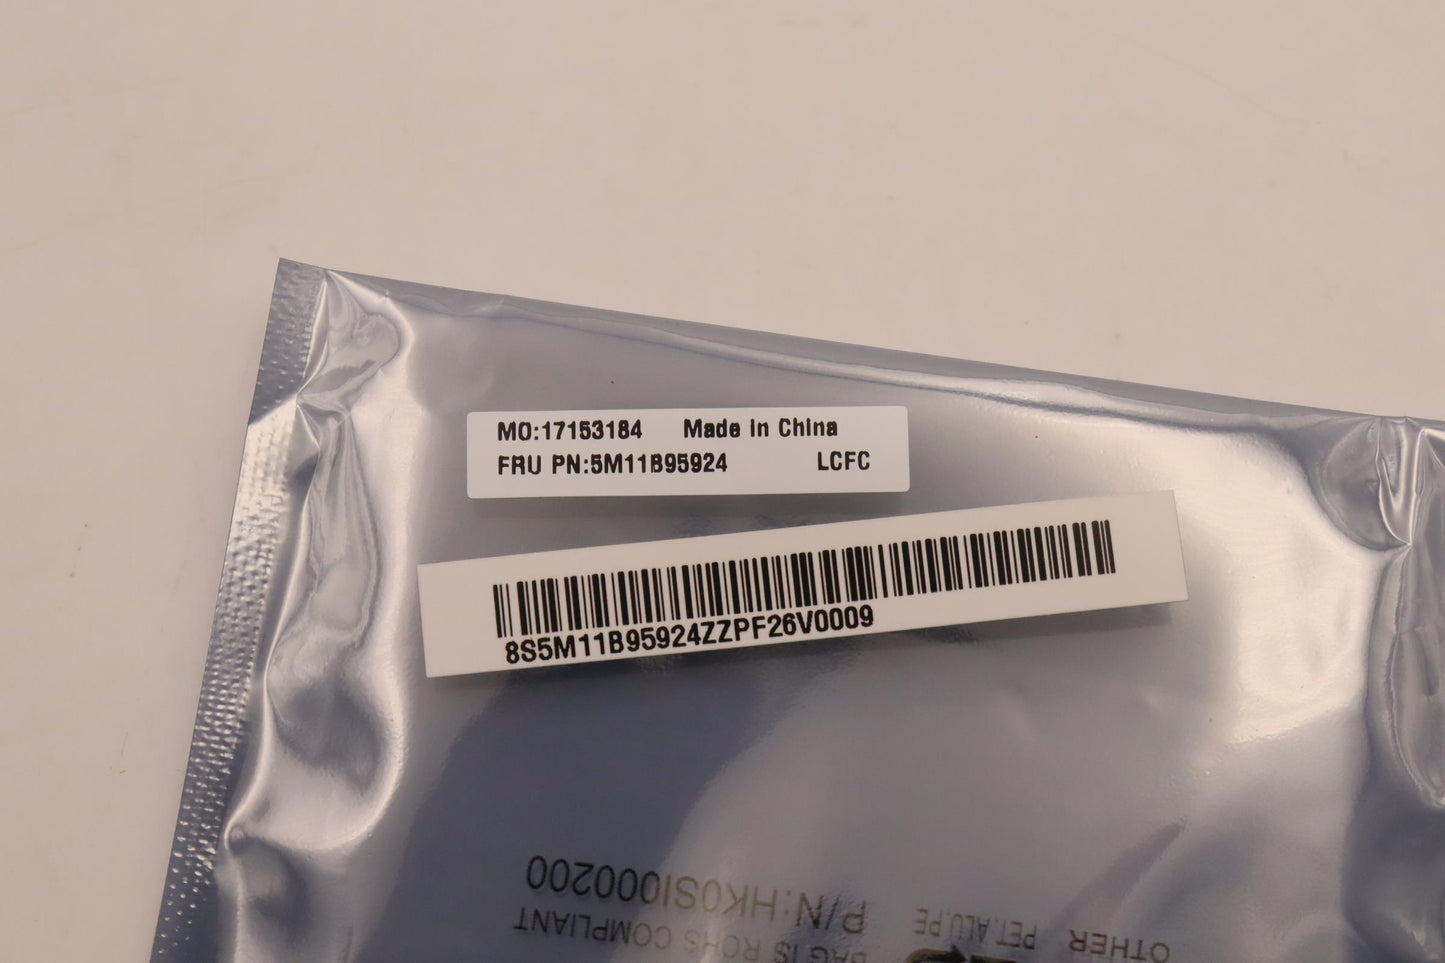 MO:17153184 Made in China
FRU PN:5M11B95924 LCFC
8S5M11B95924ZZPF26V0009
OTHER PET,ALU,PE
BAG IS ROHS COMPLIANT
P/N:HK0SI000200